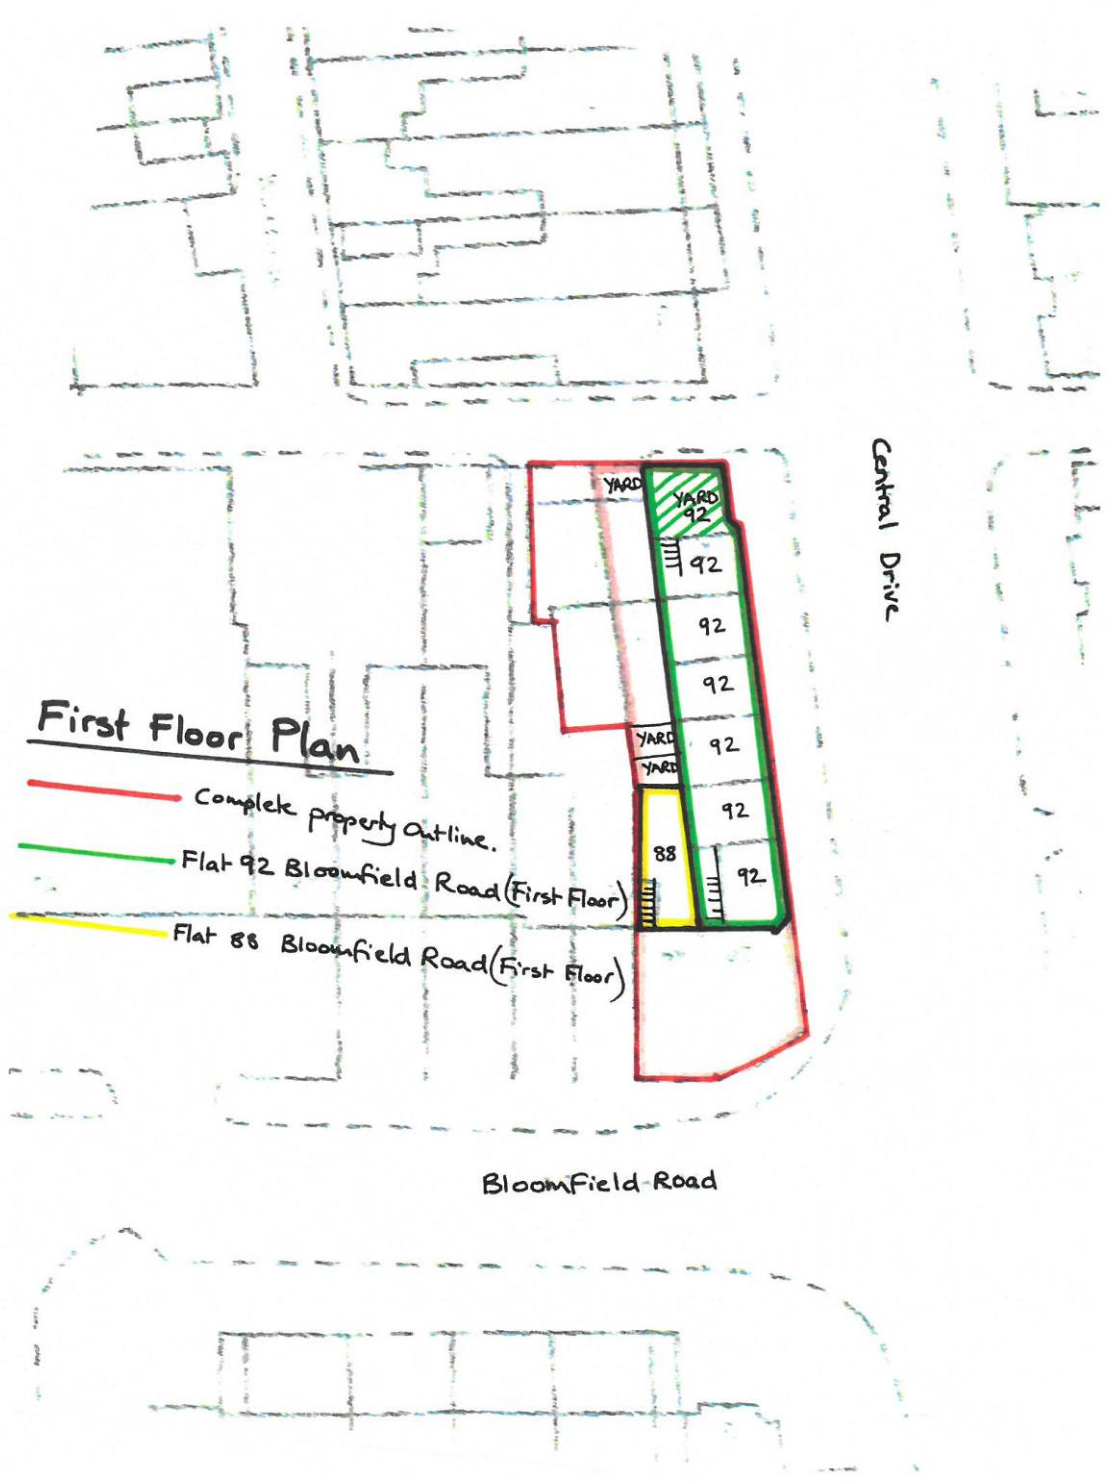 Central Drive
YARD
YARD
92
92
92
92
92
92
92
YARD
YARD
88
First Floor Plan
Complete property Outline.
Flat 92 Bloomfield Road (First Floor)
Flat 88 Bloomfield Road (First Floor)
Bloomfield Road